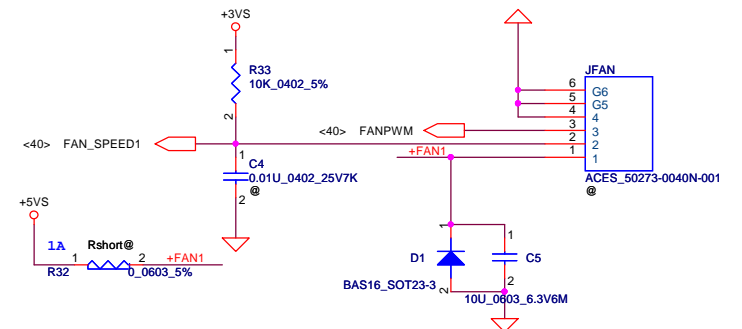 +3VS
1
R33
10K_0402_5%
2
JFAN
6
G6
5
G5
4
4
<40> FANPWM
3
3
<40> FAN_SPEED1
2
2
+FAN1
1
1
1
C4
0.01U_0402_25V7K
@
2
ACES_50273-0040N-001
@
+5VS
1A
Rshort@
1
2
+FAN1
R32
0_0603_5%
1
D1
BAS16_SOT23-3
2
1
C5
2
10U_0603_6.3V6M